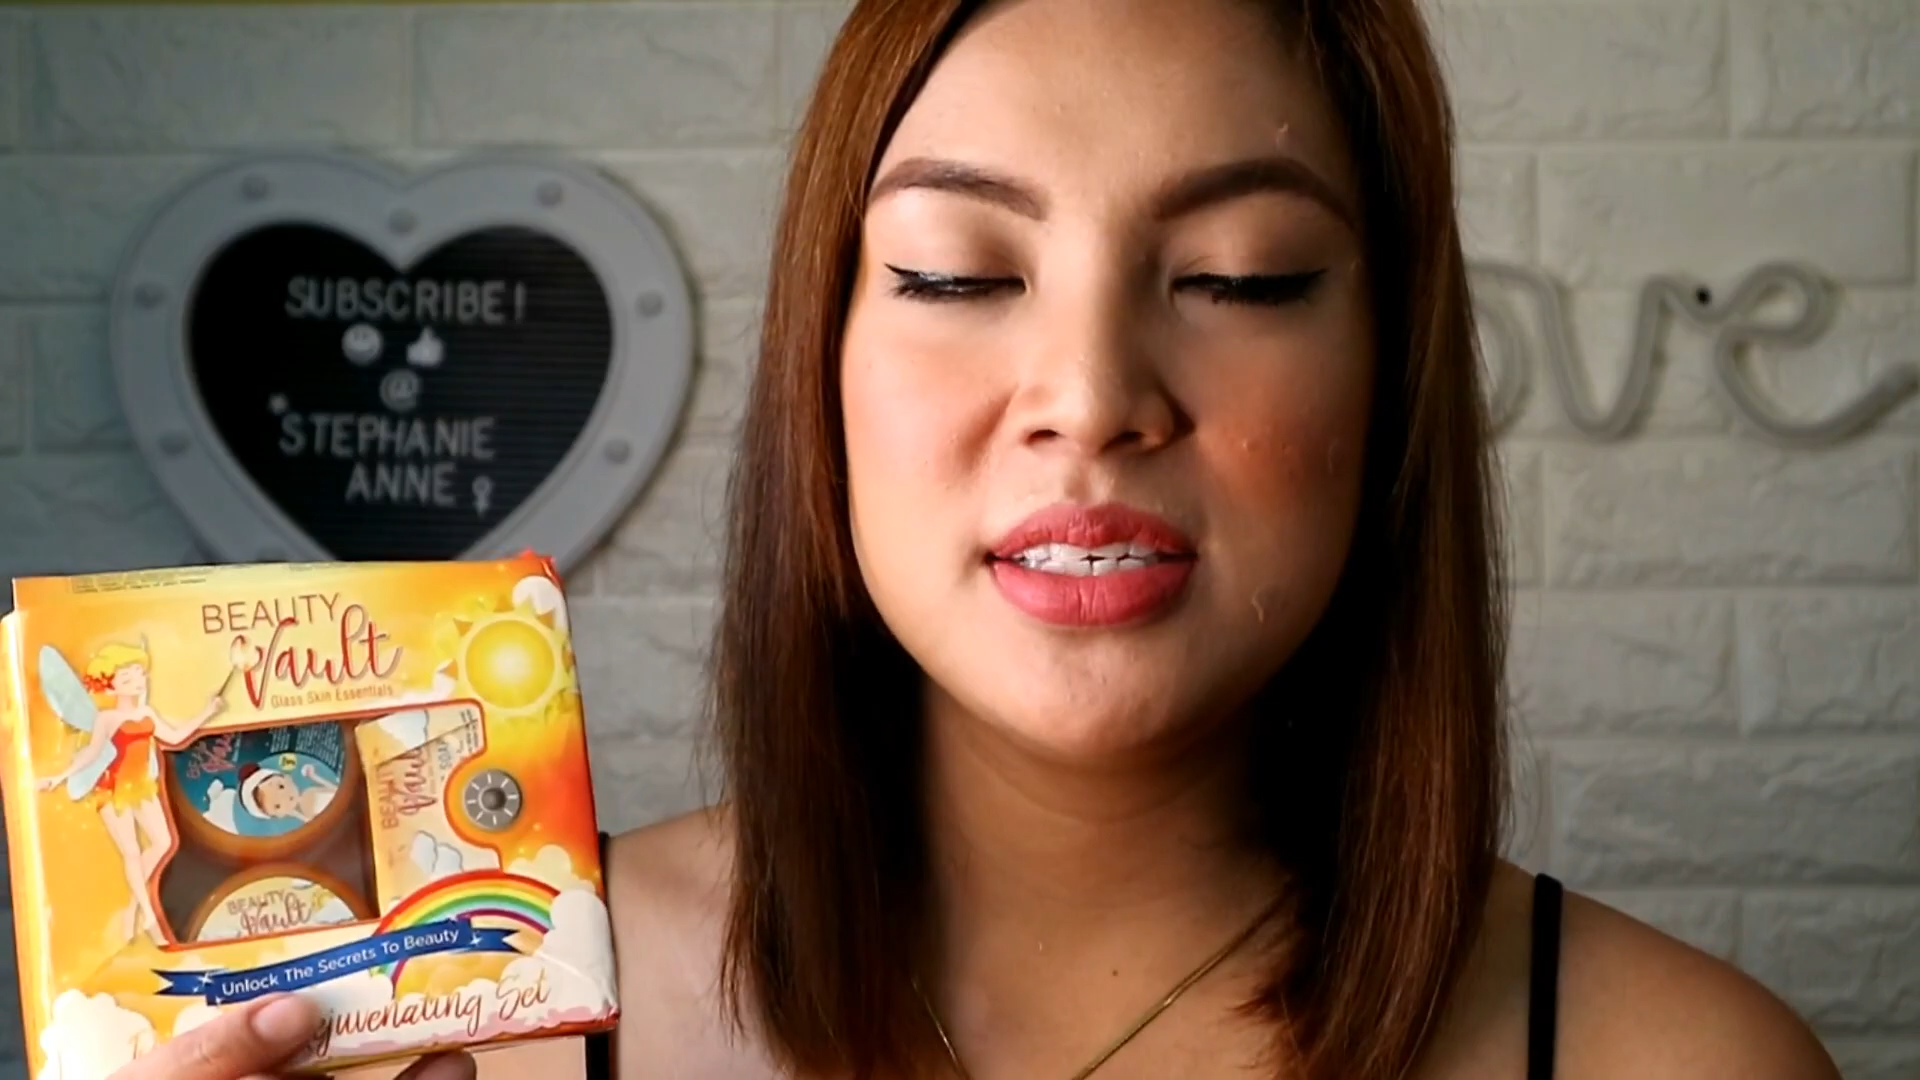 SUBSCRIBE!
@
STEPHANIE
ANNE
ove
BEAUTY
Vault
Glass Skin Essentials
BEAUTY
Vault
SOAP
BEAUTY
Vault
Unlock The Secrets To Beauty
Rejuvenating Set